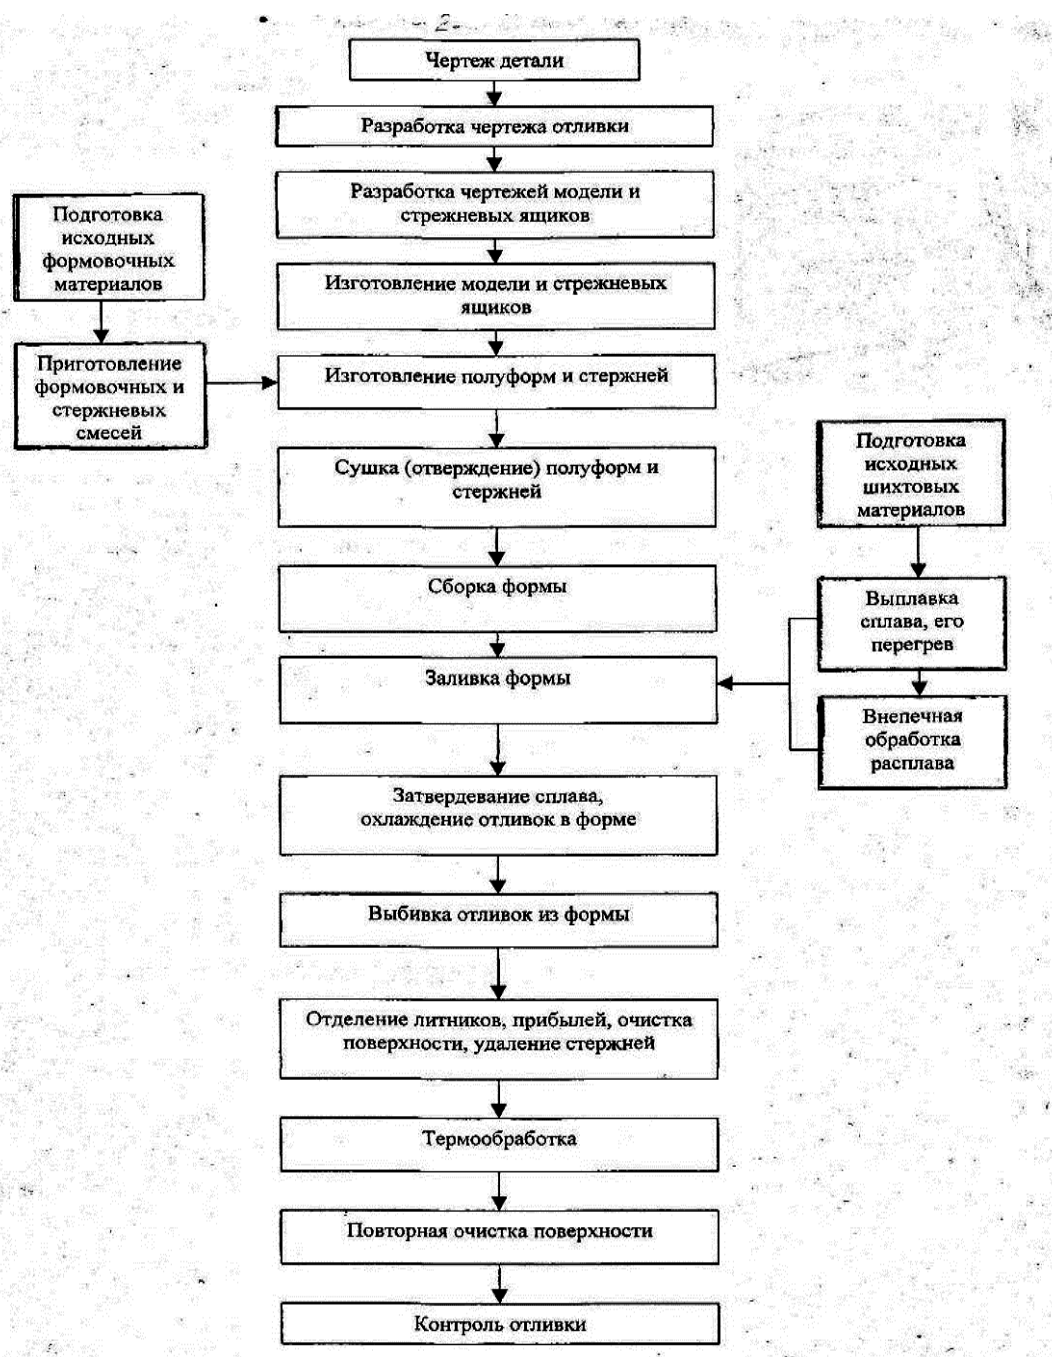 2
Чертеж детали
Разработка чертежа отливки
Разработка чертежей модели и
стрежневых ящиков
Подготовка
исходных
формовочных
материалов
Изготовление модели и стрежневых
ящиков
Приготовление
формовочных и
стержневых
смесей
Изготовление полуформ и стержней
Сушка (отверждение) полуформ и
стержней
Подготовка
исходных
шихтовых
материалов
Сборка формы
Выплавка
сплава, его
перегрев
Заливка формы
Внепечная
обработка
расплава
Затвердевание сплава,
охлаждение отливок в форме
Выбивка отливок из формы
Отделение литников, прибылей, очистка
поверхности, удаление стержней
Термообработка
Повторная очистка поверхности
Контроль отливки